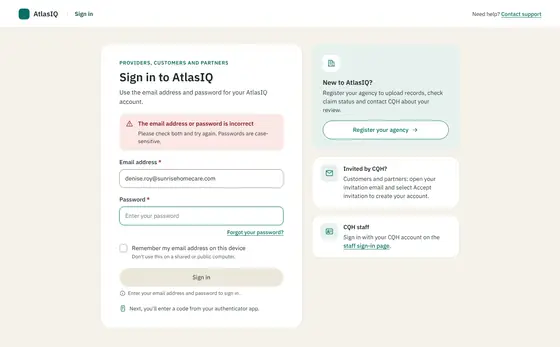 AtlasIQ
Sign in
Need help? Contact support
PROVIDERS, CUSTOMERS AND PARTNERS
Sign in to AtlasIQ
Use the email address and password for your AtlasIQ
account.
The email address or password is incorrect
Please check both and try again. Passwords are case-
sensitive.
Email address *
denise.roy@sunrisehomecare.com
Password *
Enter your password
Forgot your password?
Remember my email address on this device
Don't use this on a shared or public computer.
Sign in
Enter your email address and password to sign in.
Next, you'll enter a code from your authenticator app.
New to AtlasIQ?
Register your agency to upload records, check
claim status and contact CQH about your
review.
Register your agency →
Invited by CQH?
Customers and partners: open your
invitation email and select Accept
invitation to create your account.
CQH staff
Sign in with your CQH account on the
staff sign-in page.